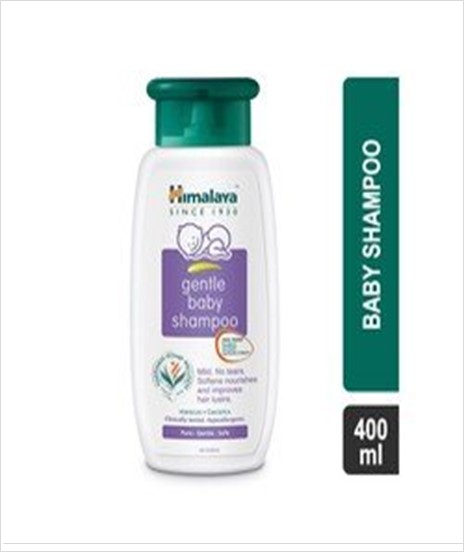 Himalaya
SINCE 1930
gentle
baby
shampoo
Mild. No tears.
Softens nourishes
and improves
hair lustre.
Hibiscus • Chickpea
Clinically tested. Hypoallergenic
Pure • Gentle • Safe
BABY SHAMPOO
400
ml